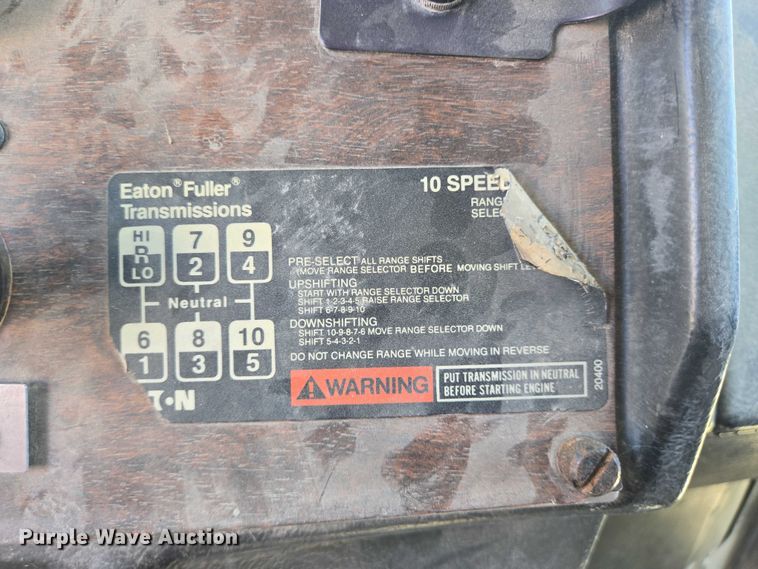 Eaton® Fuller®
Transmissions
10 SPEED
HI 7 9
R
LO 2 4
Neutral
6 8 10
1 3 5
PRE-SELECT ALL RANGE SHIFTS
(MOVE RANGE SELECTOR BEFORE MOVING SHIFT
UPSHIFTING
START WITH RANGE SELECTOR DOWN
SHIFT 1-2-3-4-5 RAISE RANGE SELECTOR
SHIFT 6-7-8-9-10
DOWNSHIFTING
SHIFT 10-9-8-7-6 MOVE RANGE SELECTOR DOWN
SHIFT 5-4-3-2-1
DO NOT CHANGE RANGE WHILE MOVING IN REVERSE
WARNING
PUT TRANSMISSION IN NEUTRAL
BEFORE STARTING ENGINE
20400
Purple Wave Auction